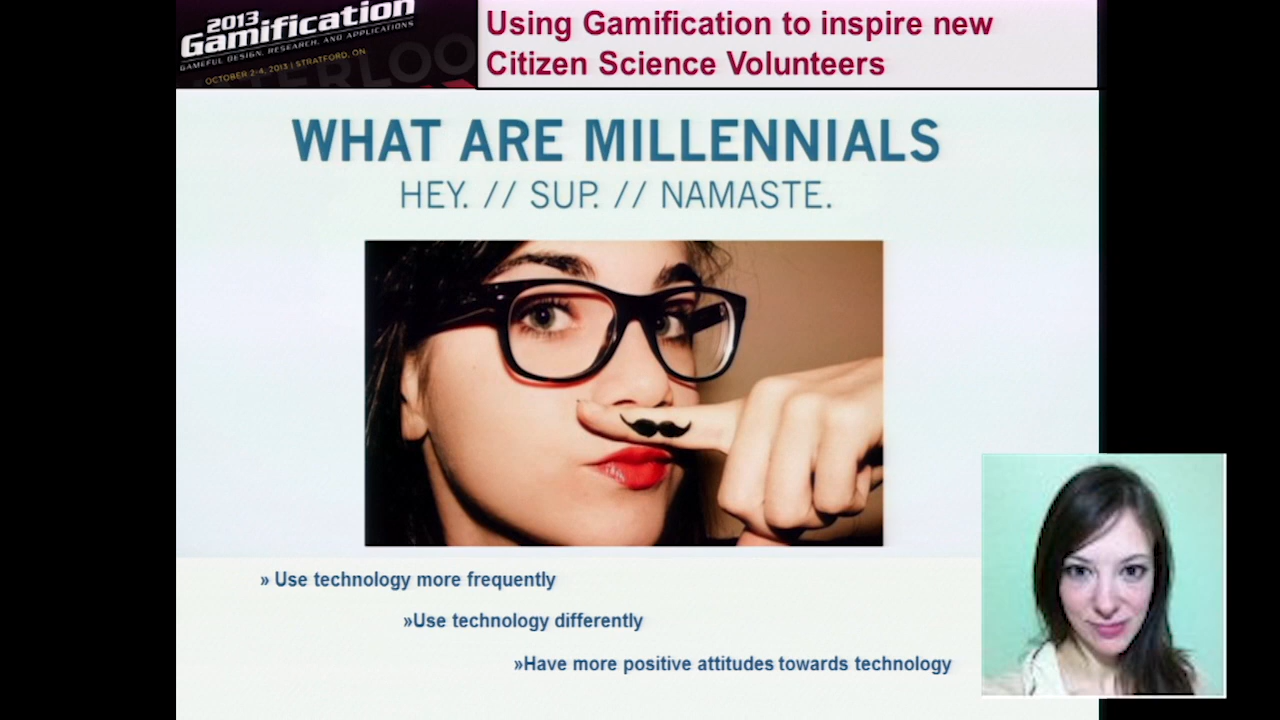 2013
Gamification
GAMEFUL DESIGN, RESEARCH, AND APPLICATIONS
OCTOBER 2-4, 2013 | STRATFORD, ON
Using Gamification to inspire new
Citizen Science Volunteers
WHAT ARE MILLENNIALS
HEY. // SUP. // NAMASTE.
» Use technology more frequently
»Use technology differently
»Have more positive attitudes towards technology